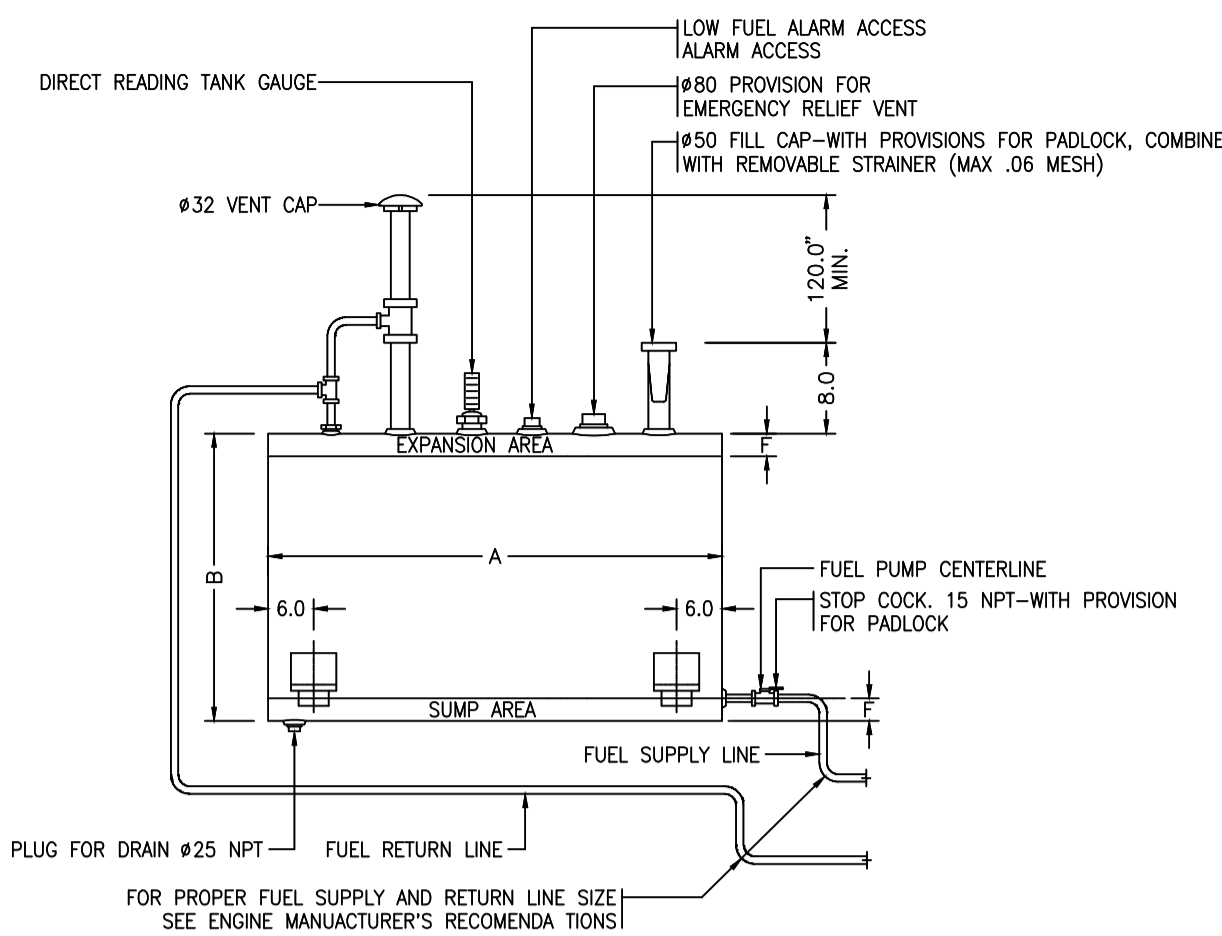 LOW FUEL ALARM ACCESS
ALARM ACCESS
DIRECT READING TANK GAUGE
ø80 PROVISION FOR
EMERGENCY RELIEF VENT
ø50 FILL CAP-WITH PROVISIONS FOR PADLOCK, COMBINE
WITH REMOVABLE STRAINER (MAX .06 MESH)
ø32 VENT CAP
120.0"
MIN.
8.0
EXPANSION AREA
F
A
B
6.0
6.0
FUEL PUMP CENTERLINE
STOP COCK. 15 NPT-WITH PROVISION
FOR PADLOCK
SUMP AREA
F
FUEL SUPPLY LINE
PLUG FOR DRAIN ø25 NPT
FUEL RETURN LINE
FOR PROPER FUEL SUPPLY AND RETURN LINE SIZE
SEE ENGINE MANUACTURER'S RECOMENDA TIONS